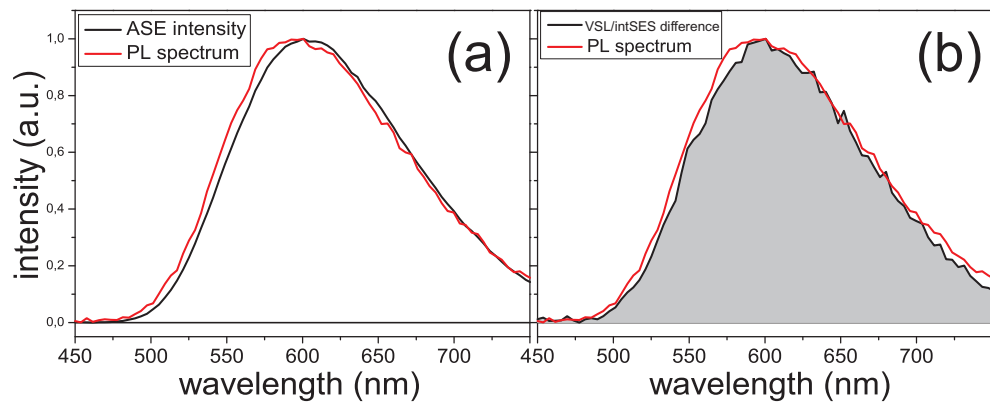 ASE intensity
PL spectrum
(a)
VSL/intSES difference
PL spectrum
(b)
intensity (a.u.)
1,0
0,8
0,6
0,4
0,2
0,0
450 500 550 600 650 700 750
450 500 550 600 650 700
wavelength (nm)
wavelength (nm)